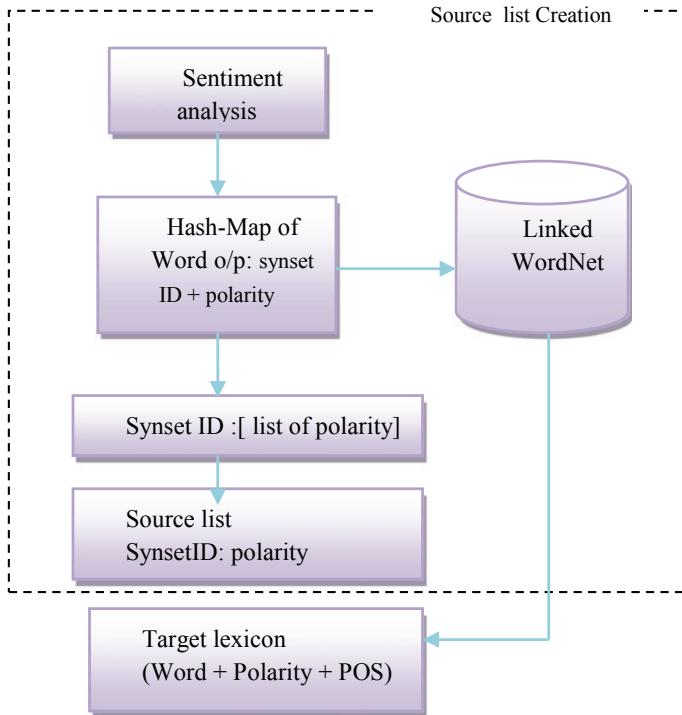 Source list Creation
Sentiment
analysis
Hash-Map of
Word o/p: synset
ID + polarity
Linked
WordNet
Synset ID :[ list of polarity]
Source list
SynsetID: polarity
Target lexicon
(Word + Polarity + POS)